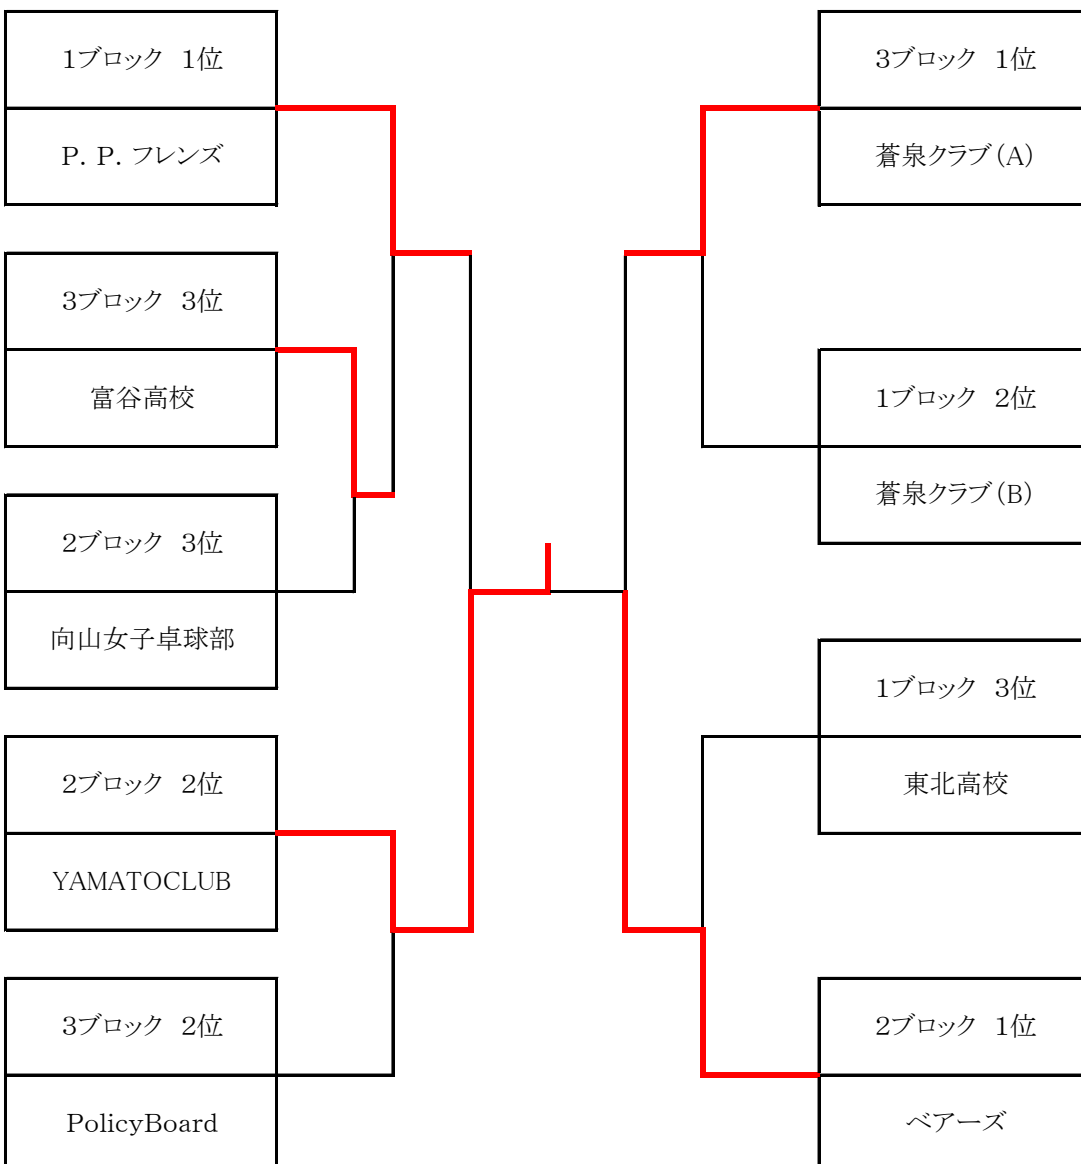 1ブロック 1位
P. P. フレンズ
3ブロック 3位
富谷高校
2ブロック 3位
向山女子卓球部
2ブロック 2位
YAMATOCLUB
3ブロック 2位
PolicyBoard
3ブロック 1位
蒼泉クラブ(A)
1ブロック 2位
蒼泉クラブ(B)
1ブロック 3位
東北高校
2ブロック 1位
ベアーズ